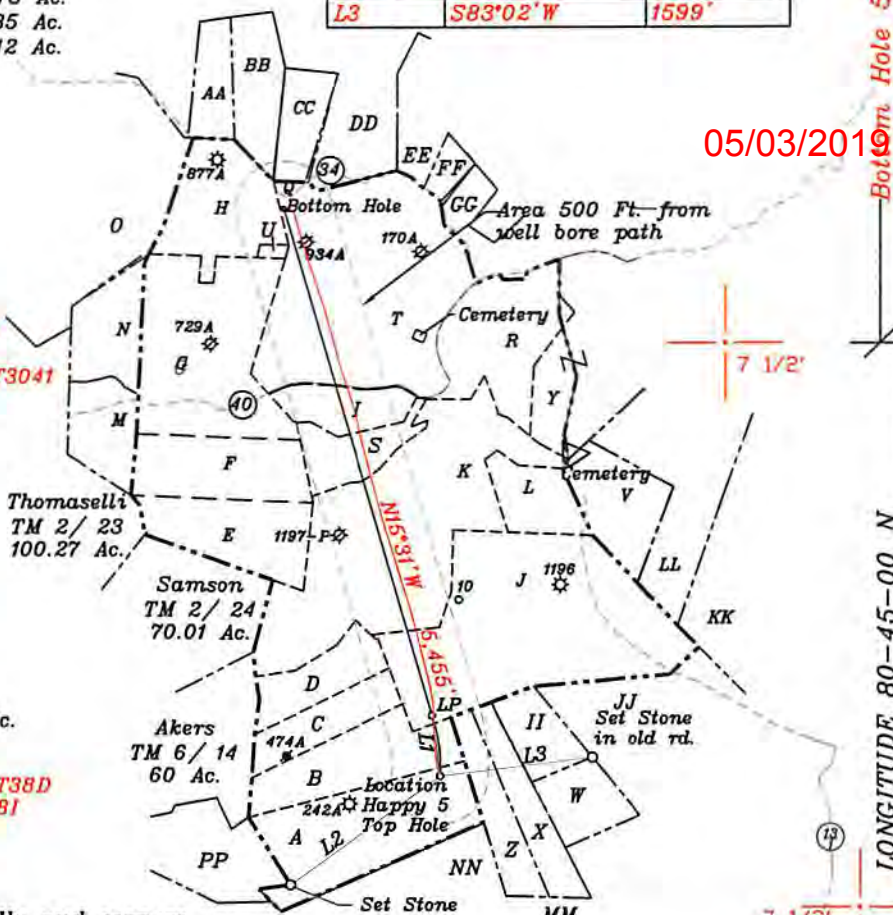 35 Ac.
12 Ac.
L3 S83°02'W 1599'
Bottom Hole
05/03/2019
AA
BB
CC
DD
EE
FF
GG
877A
34
Q
Bottom Hole
Area 500 Ft. from
well bore path
H
O
U
934A
170A
Cemetery
T
R
N
729A
G
7 1/2'
T3041
40
I
Y
M
S
F
K
L
Cemetery
V
Thomaselli
TM 2/ 23
100.27 Ac.
E
1197-P
N15°31'W
J
1196
LL
10
Samson
TM 2/ 24
70.01 Ac.
KK
5,455'
D
LP
JJ
Set Stone
in old rd.
C
L1
II
Akers
TM 6/ 14
60 Ac.
474A
L3
T38D
B
Location
Happy 5
Top Hole
W
242A
A
L2
Z
X
13
PP
NN
Set Stone
MM
LONGITUDE 80-45-00 N